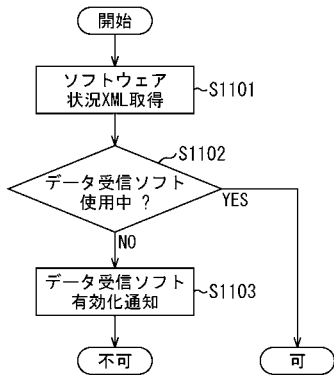 開始
ソフトウェア
状況XML取得
~S1101
S1102
データ受信ソフト
使用中 ?
YES
NO
データ受信ソフト
有効化通知
~S1103
不可
可